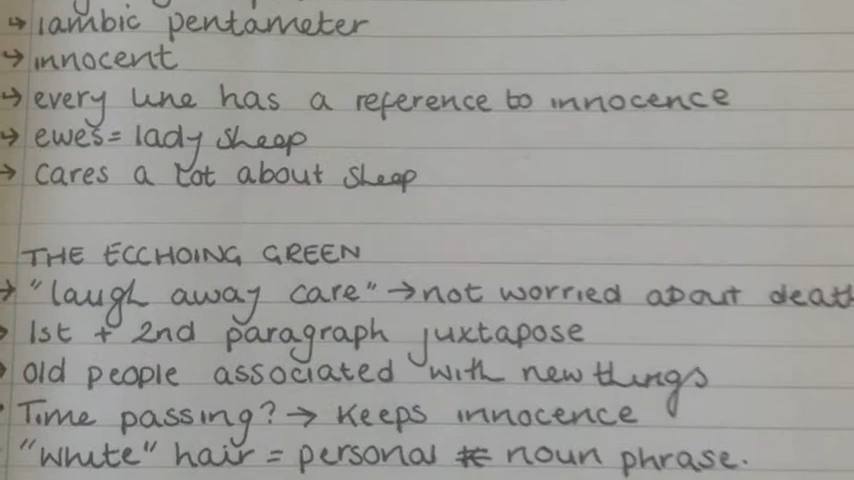 → iambic pentameter
→ innocent
→ every line has a reference to innocence
→ ewes = lady sheep
→ cares a lot about sheep
THE ECCHOING GREEN
→ "laugh away care" → not worried about death
1st + 2nd paragraph juxtapose
old people associated with new things
Time passing? → keeps innocence
"white" hair = personal noun phrase.